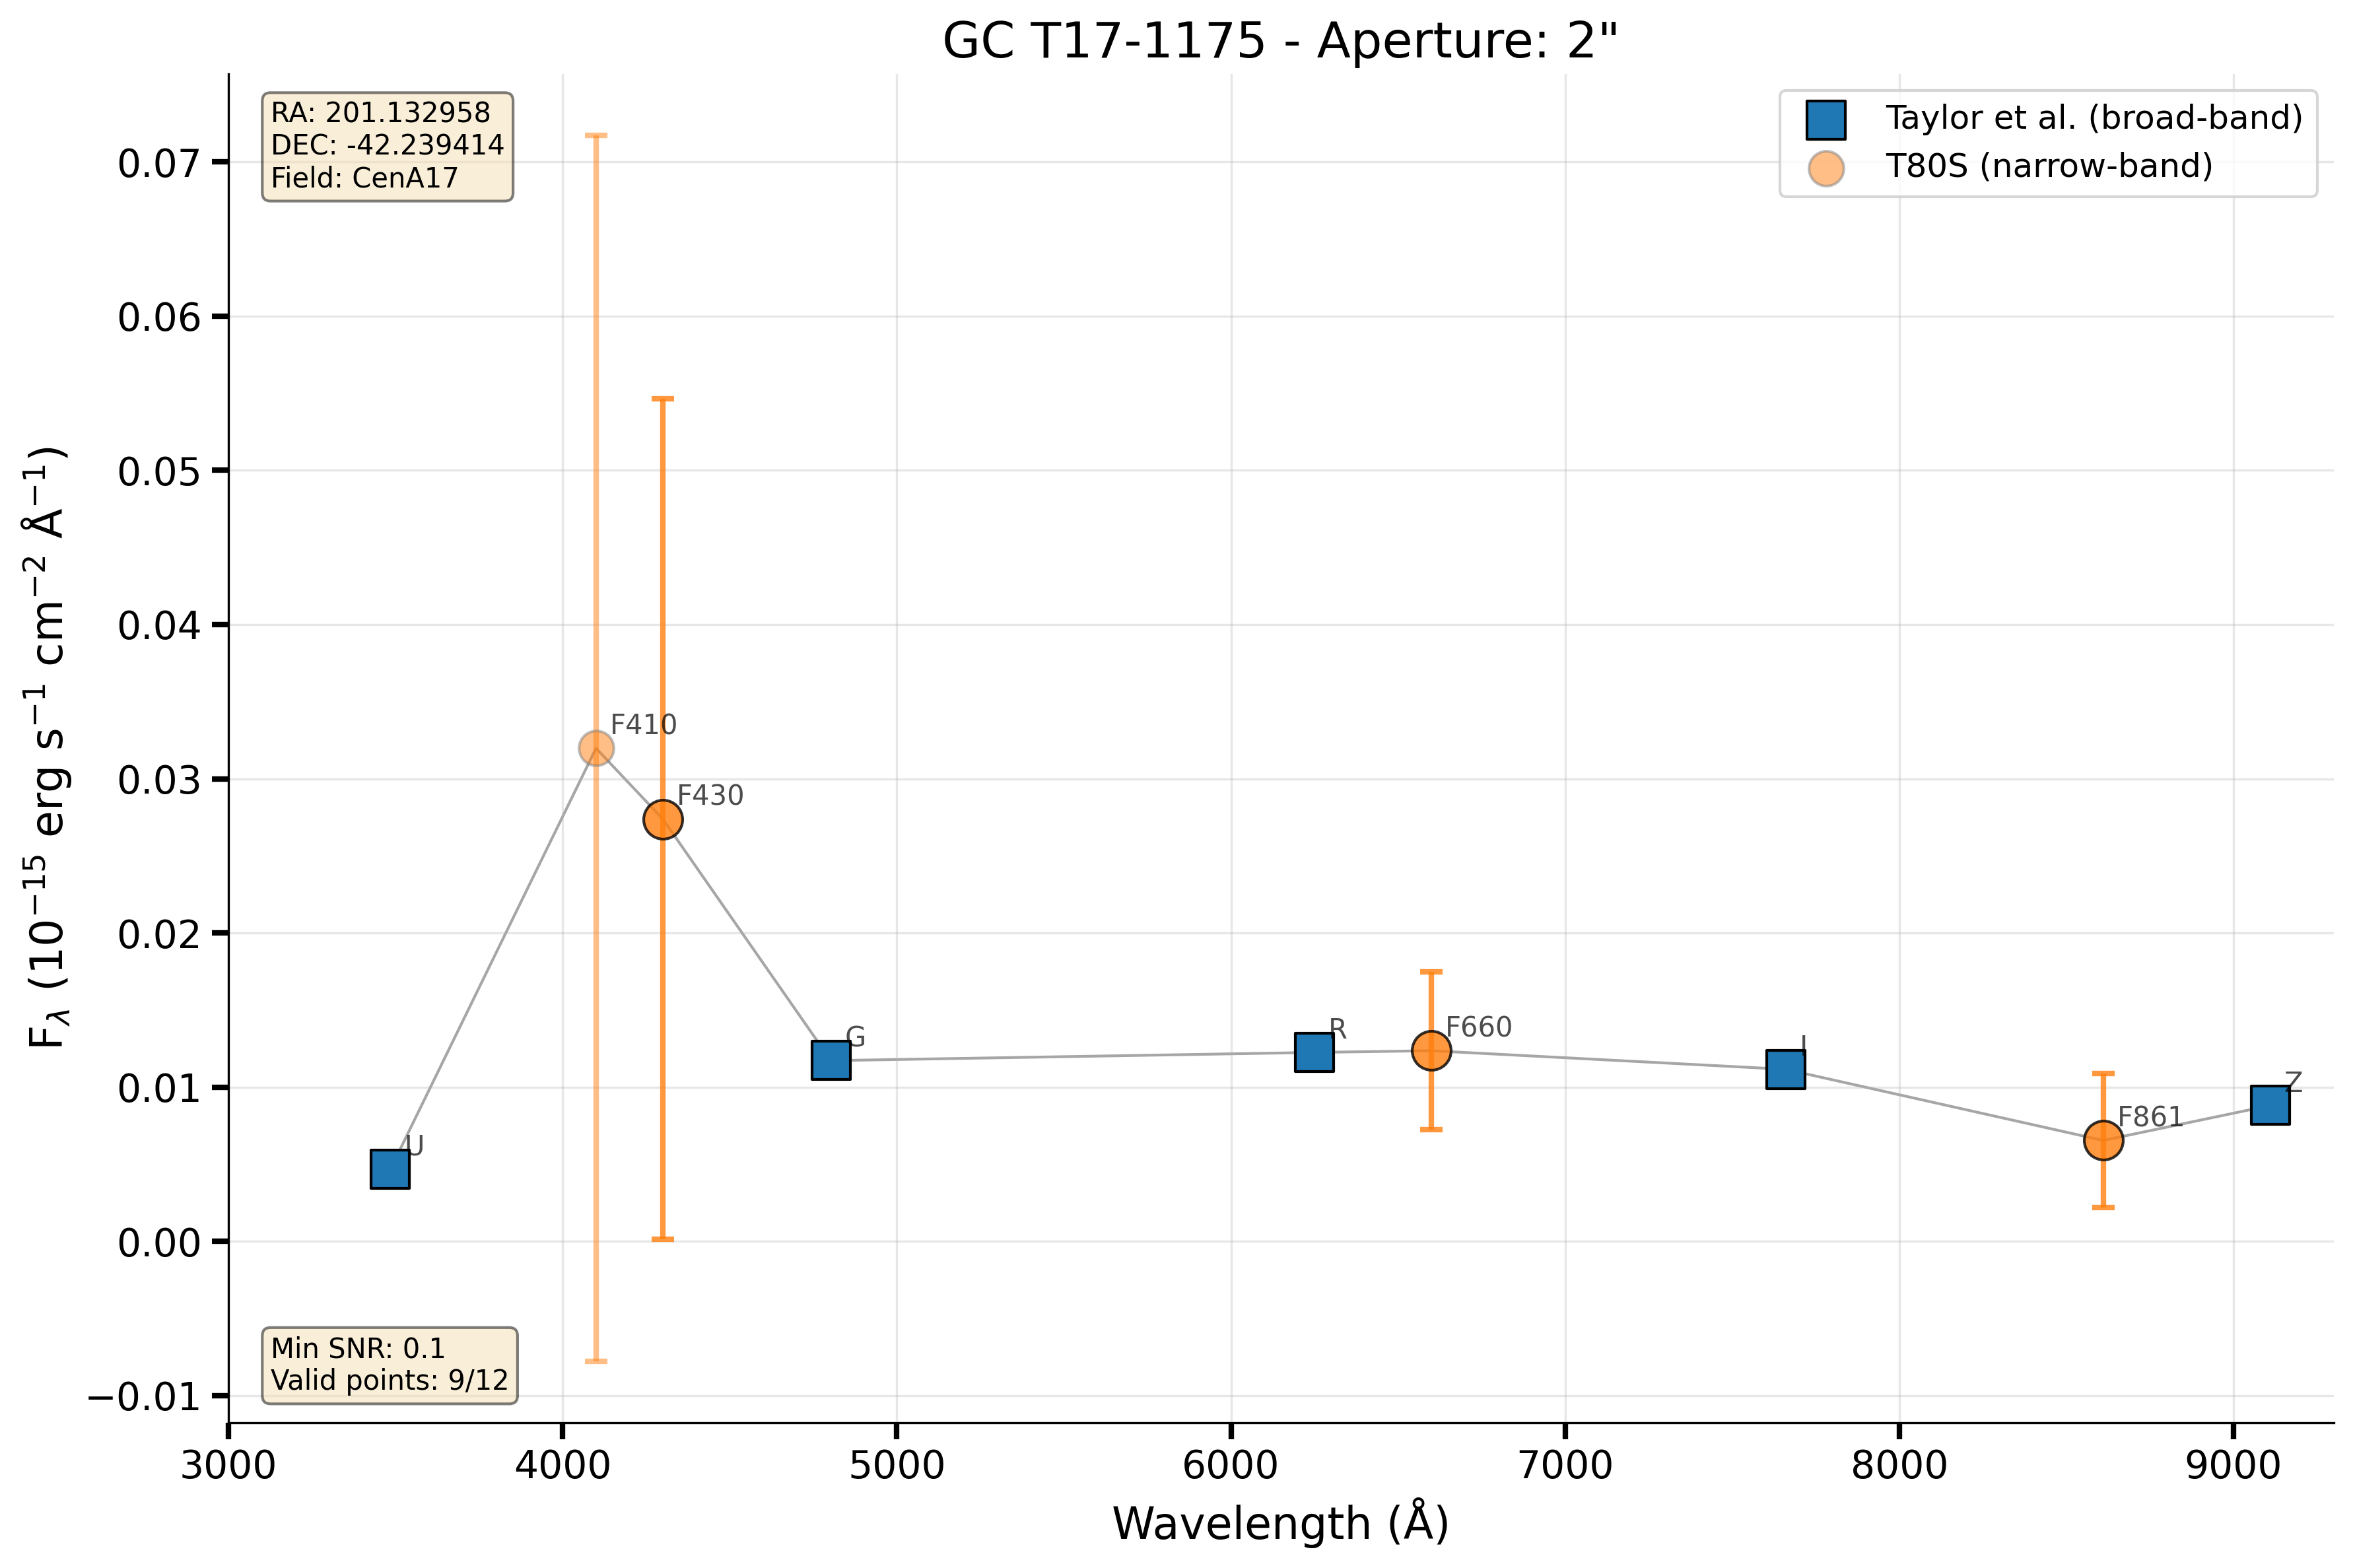 GC T17-1175 - Aperture: 2"
RA: 201.132958
DEC: -42.239414
Field: CenA17
Taylor et al. (broad-band)
T80S (narrow-band)
0.07
0.06
0.05
0.04
0.03
0.02
0.01
0.00
−0.01
F410
F430
G
R
F660
I
Z
F861
U
Min SNR: 0.1
Valid points: 9/12
3000 4000 5000 6000 7000 8000 9000
Wavelength (Å)
Fλ (10⁻¹⁵ erg s⁻¹ cm⁻² Å⁻¹)